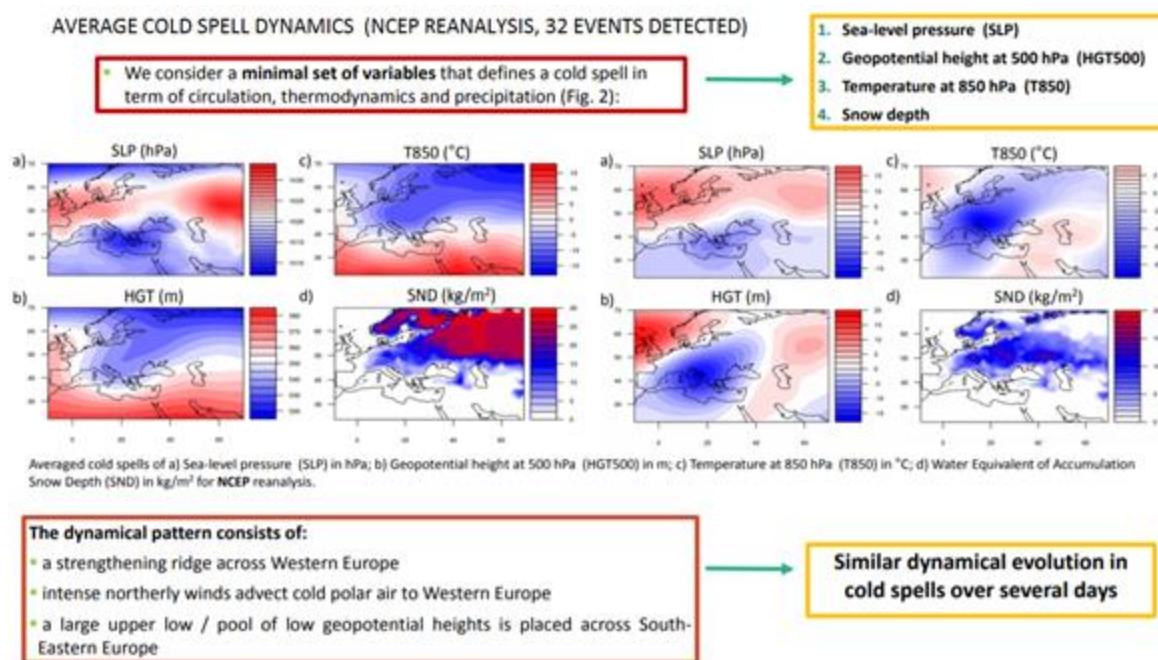 AVERAGE COLD SPELL DYNAMICS (NCEP REANALYSIS, 32 EVENTS DETECTED)
▪ We consider a minimal set of variables that defines a cold spell in
term of circulation, thermodynamics and precipitation (Fig. 2):
1. Sea-level pressure (SLP)
2. Geopotential height at 500 hPa (HGT500)
3. Temperature at 850 hPa (T850)
4. Snow depth
a) SLP (hPa)
c) T850 (°C)
b) HGT (m)
d) SND (kg/m²)
a) SLP (hPa)
c) T850 (°C)
b) HGT (m)
d) SND (kg/m²)
Averaged cold spells of a) Sea-level pressure (SLP) in hPa; b) Geopotential height at 500 hPa (HGT500) in m; c) Temperature at 850 hPa (T850) in °C; d) Water Equivalent of Accumulation
Snow Depth (SND) in kg/m² for NCEP reanalysis.
The dynamical pattern consists of:
▪ a strengthening ridge across Western Europe
▪ intense northerly winds advect cold polar air to Western Europe
▪ a large upper low / pool of low geopotential heights is placed across South-
Eastern Europe
Similar dynamical evolution in
cold spells over several days